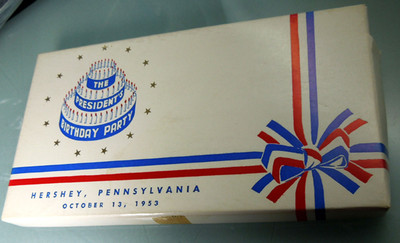 THE
PRESIDENT'S
BIRTHDAY PARTY
HERSHEY, PENNSYLVANIA
OCTOBER 13, 1953